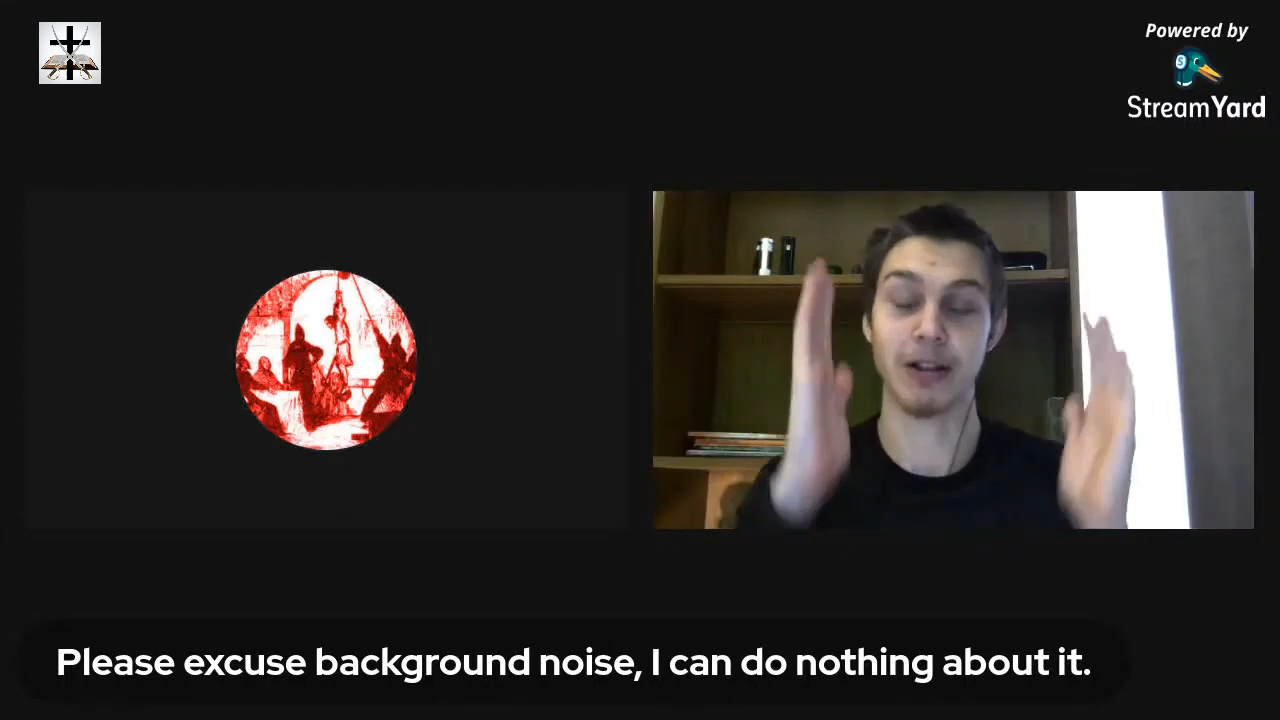 Powered by
S
StreamYard
Please excuse background noise, I can do nothing about it.